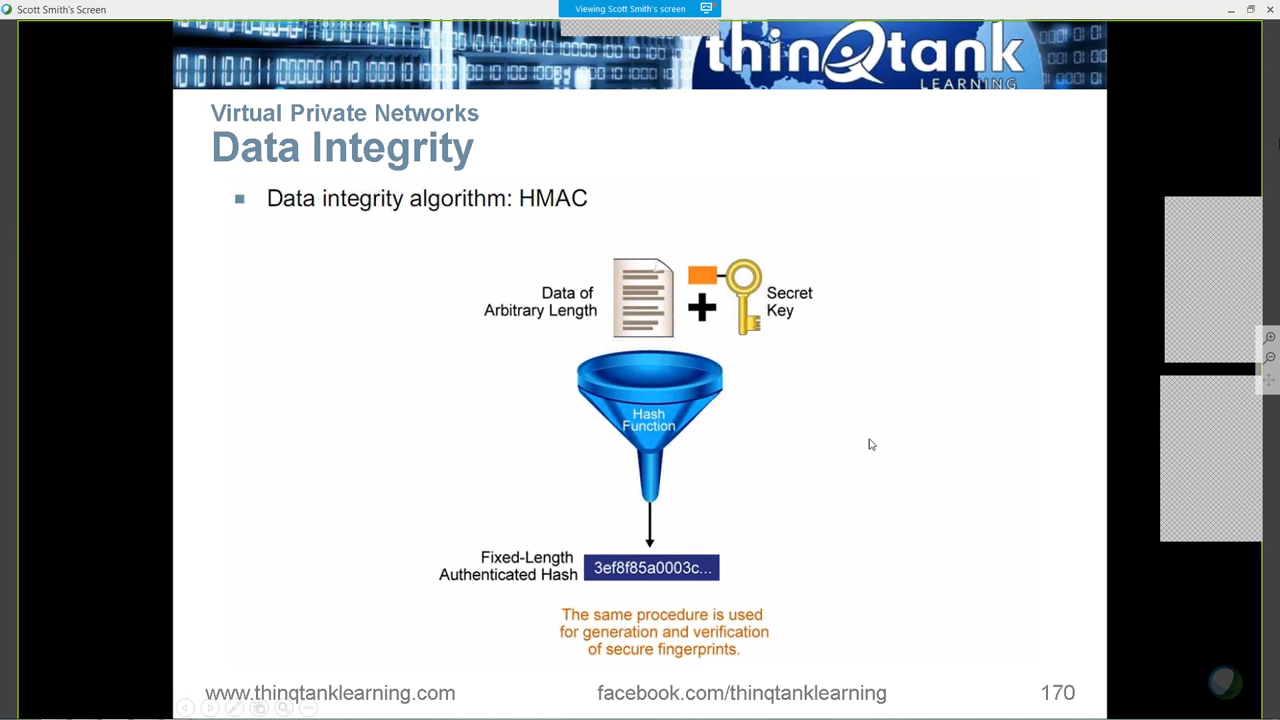 Scott Smith's Screen
Viewing Scott Smith's screen
thinQtank
LEARNING
Virtual Private Networks
Data Integrity
Data integrity algorithm: HMAC
Data of
Arbitrary Length
Secret
Key
Hash
Function
Fixed-Length
Authenticated Hash
3ef8f85a0003c...
The same procedure is used
for generation and verification
of secure fingerprints.
www.thinqtanklearning.com
facebook.com/thinqtanklearning
170